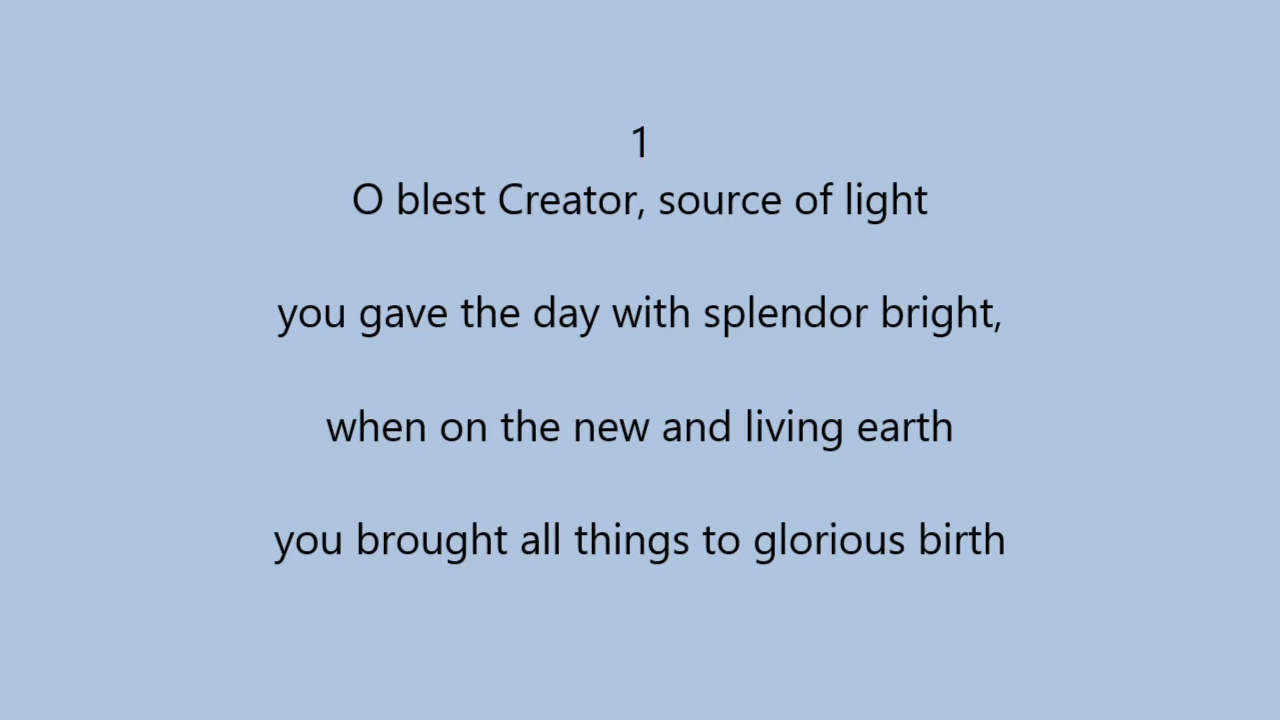 1
O blest Creator, source of light
you gave the day with splendor bright,
when on the new and living earth
you brought all things to glorious birth